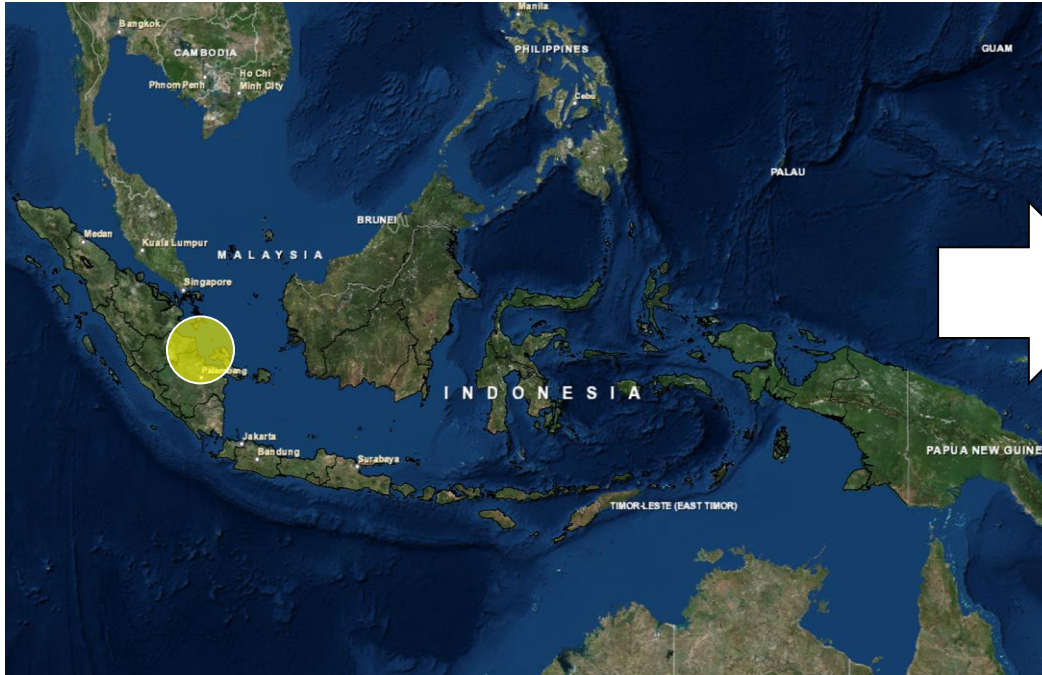 Manila
Bangkok
CAMBODIA
PHILIPPINES
GUAM
Ho Chi
Minh City
Phnom Penh
Cebu
PALAU
BRUNEI
Medan
Kuala Lumpur
MALAYSIA
Singapore
Palembang
INDONESIA
Jakarta
Bandung
Surabaya
PAPUA NEW GUINE
TIMOR-LESTE (EAST TIMOR)